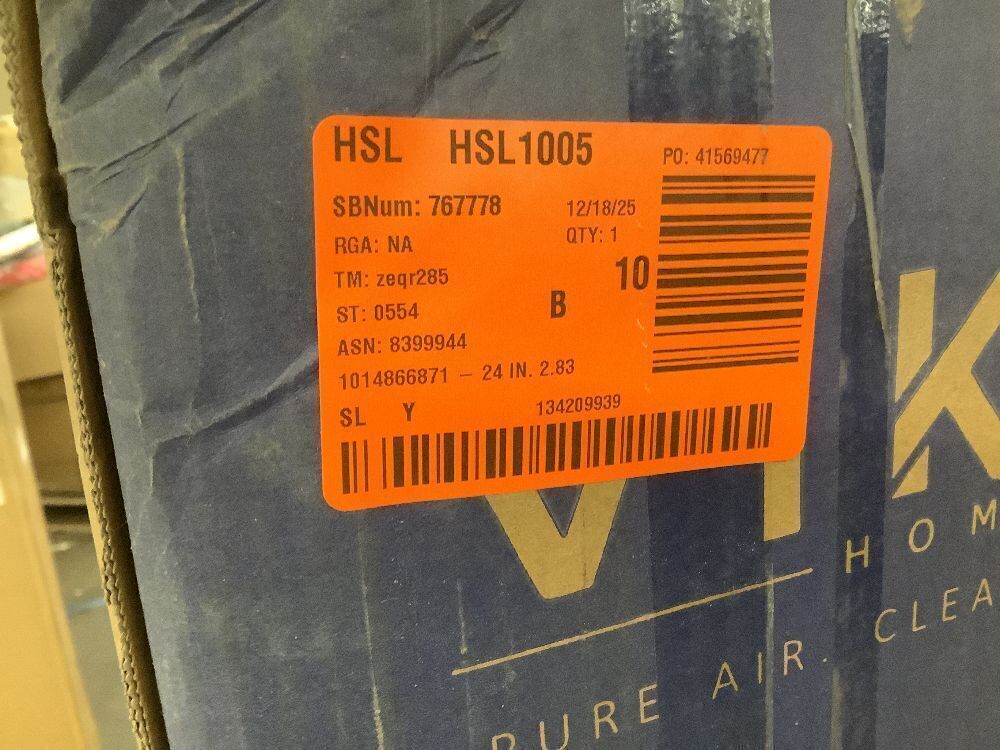 HSL HSL1005
PO: 41569477
SBNum: 767778
12/18/25
RGA: NA
QTY: 1
TM: zeqr285
10
ST: 0554
B
ASN: 8399944
1014866871 – 24 IN. 2.83
SL Y
134209939
PURE AIR.